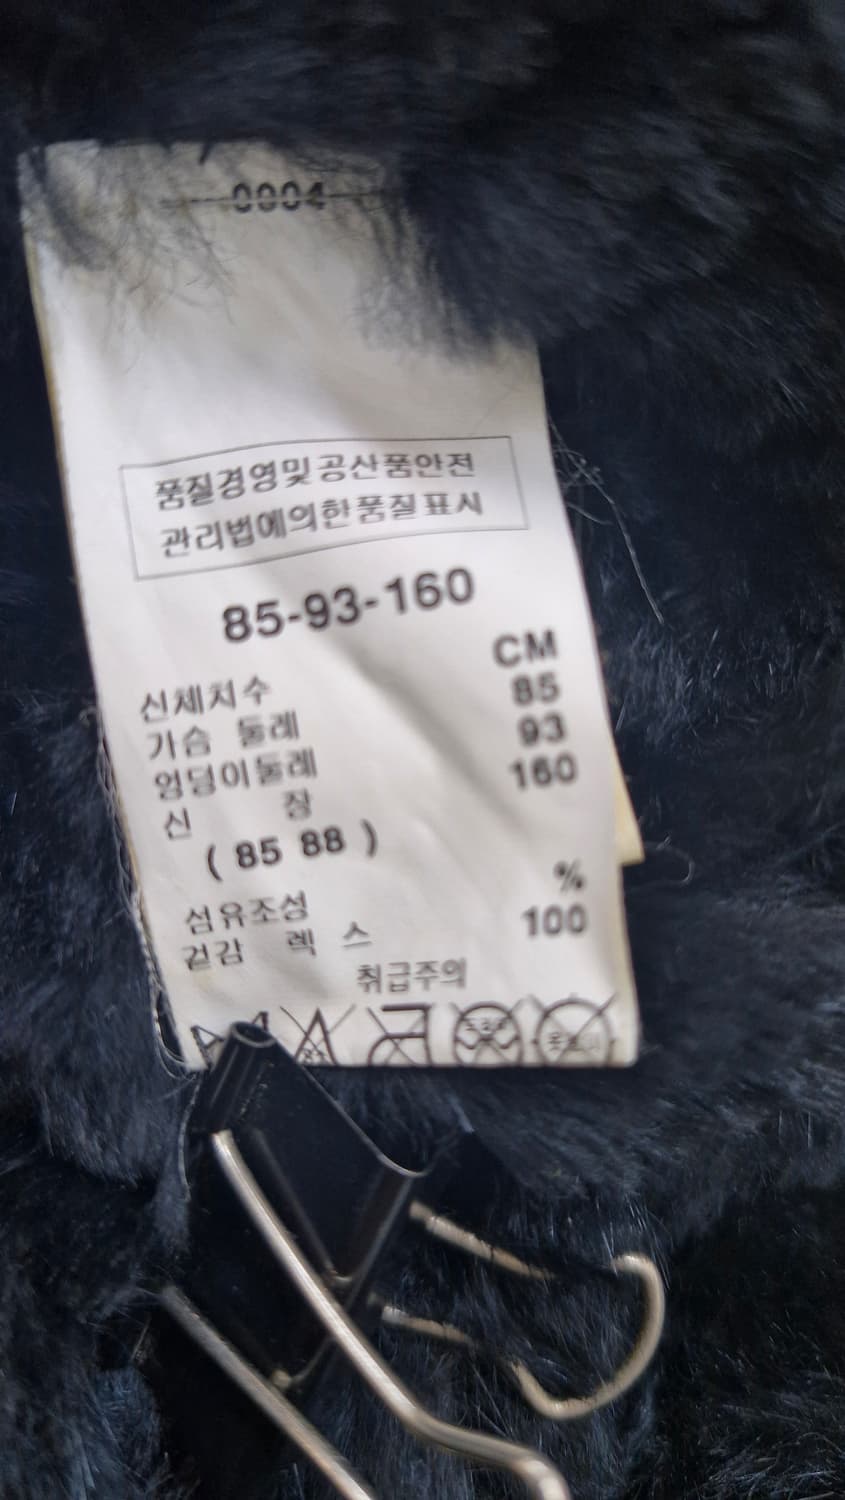 0004
품질경영및공산품안전
관리법에의한품질표시
85-93-160
CM
신체치수 85
가슴 둘레 93
엉덩이둘레 160
신 장
( 85 88 )
%
섬유조성 100
겉감 렉 스
취급주의